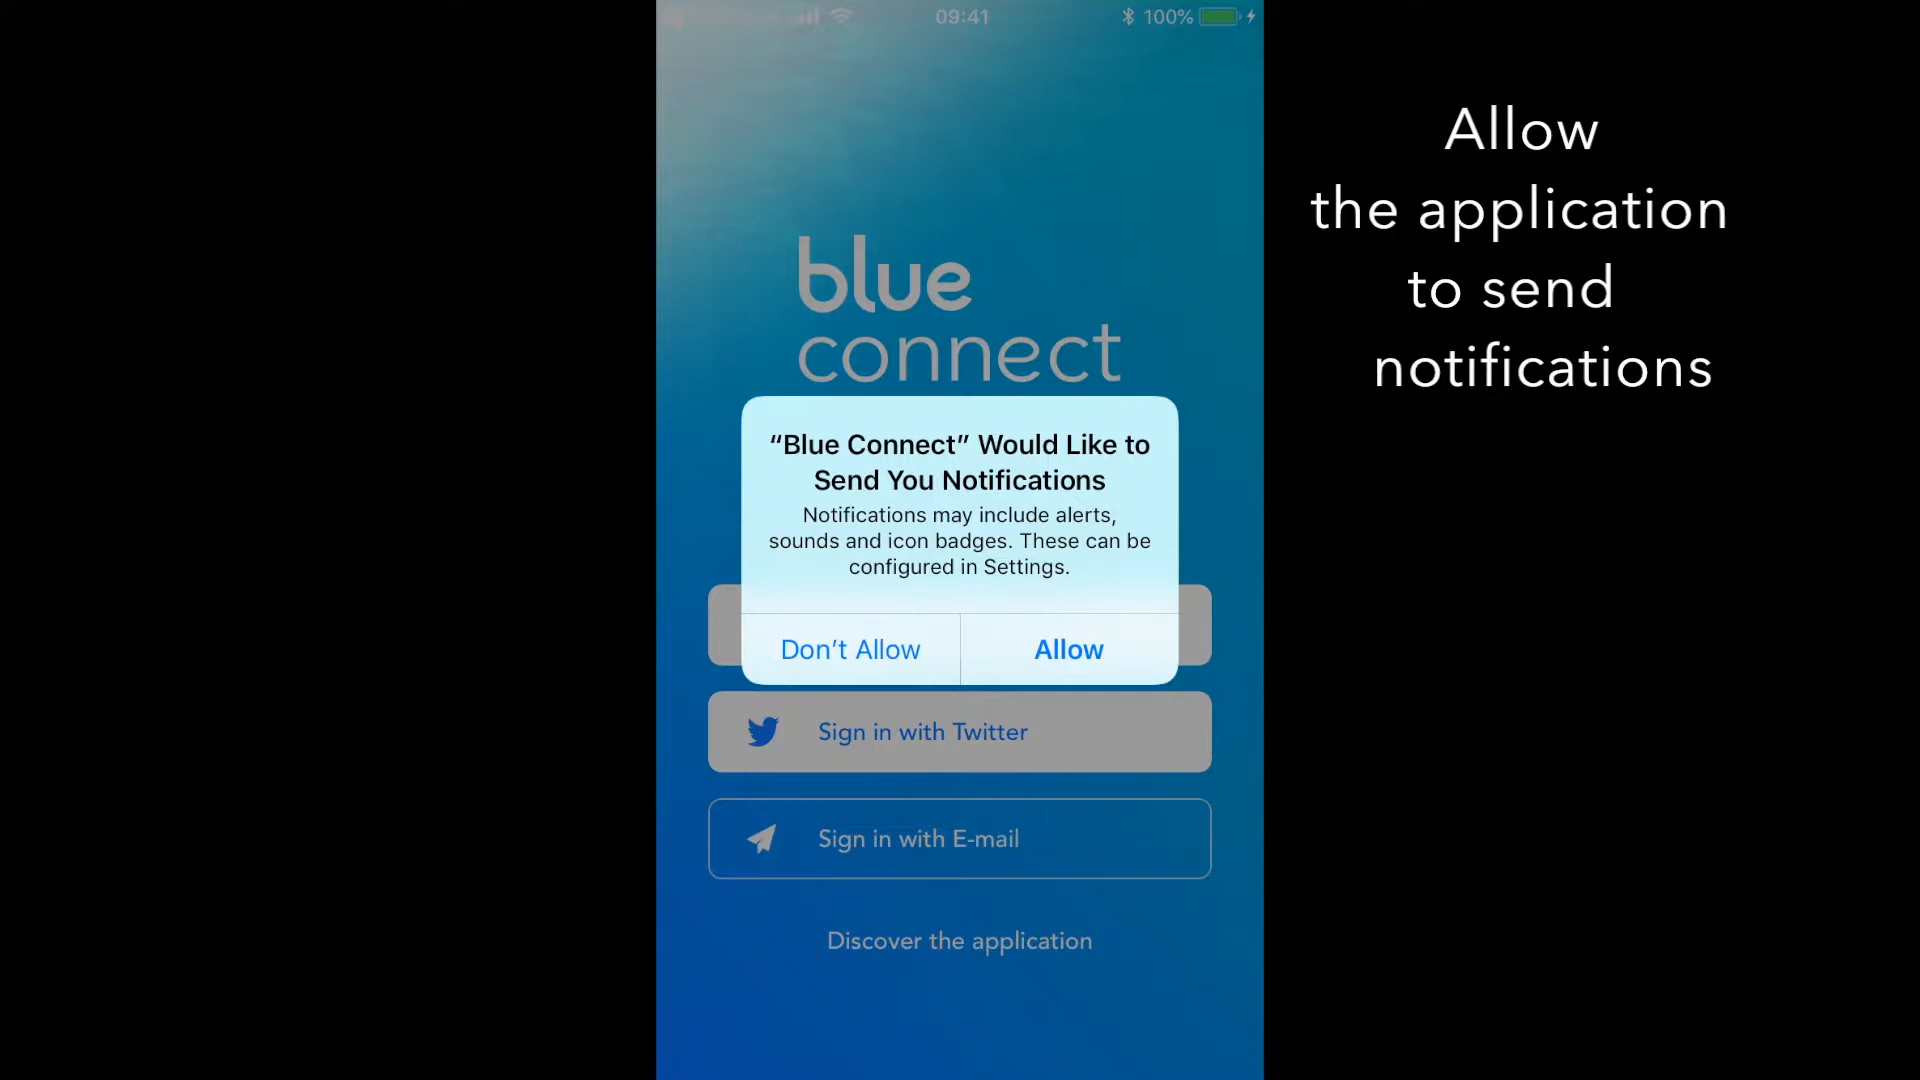 09:41
100%
Allow
the application
to send
notifications
blue
connect
“Blue Connect” Would Like to
Send You Notifications
Notifications may include alerts,
sounds and icon badges. These can be
configured in Settings.
Don’t Allow
Allow
Sign in with Twitter
Sign in with E-mail
Discover the application